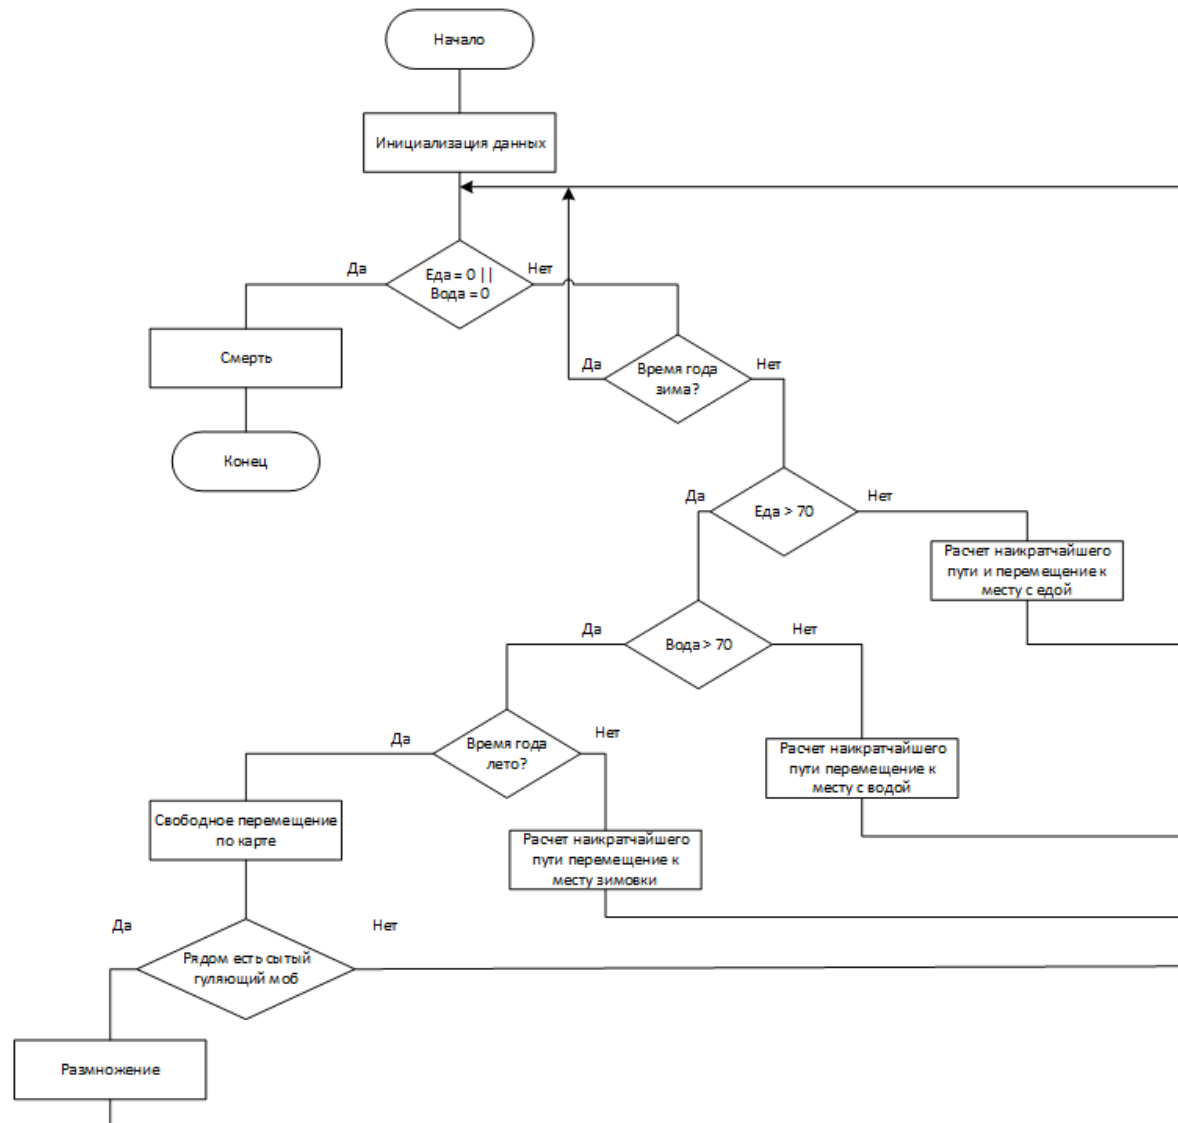 Начало
Инициализация данных
Да
Еда = 0 ||
Вода = 0
Нет
Смерть
Да
Время года
зима?
Нет
Конец
Да
Еда > 70
Нет
Расчет наикратчайшего
пути и перемещение к
месту с едой
Да
Вода > 70
Нет
Да
Время года
лето?
Нет
Расчет наикратчайшего
пути перемещение к
месту с водой
Свободное перемещение
по карте
Расчет наикратчайшего
пути перемещение к
месту зимовки
Да
Рядом есть сытый
гуляющий моб
Нет
Размножение